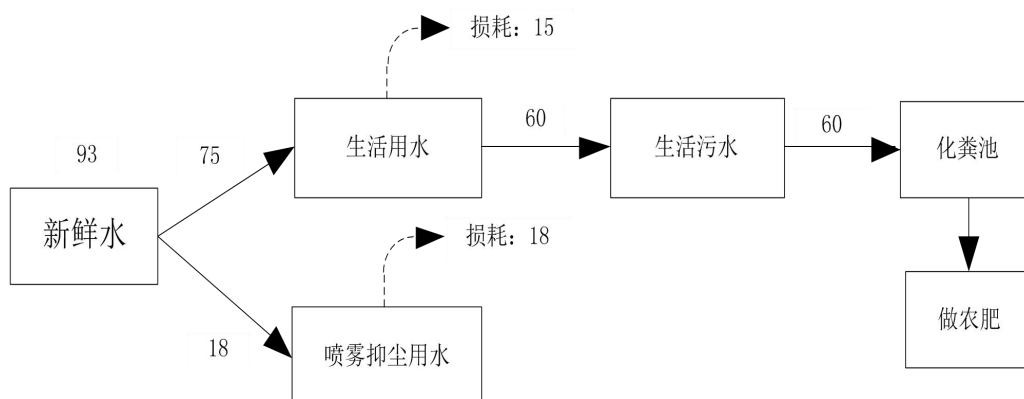 损耗：15
60
生活用水
生活污水
60
化粪池
93
75
新鲜水
损耗：18
做农肥
18
喷雾抑尘用水